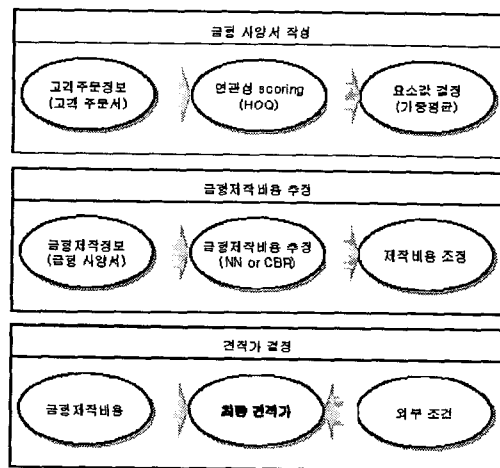 금형 사양서 작성
고객주문정보
(고객 주문서)
연관성 scoring
(HOQ)
요소값 결정
(가중평균)
금형제작비용 추정
금형제작정보
(금형 사양서)
금형제작비용 추정
(NN or CBR)
제작비용 조정
견적가 결정
금형제작비용
최종 견적가
외부 조건